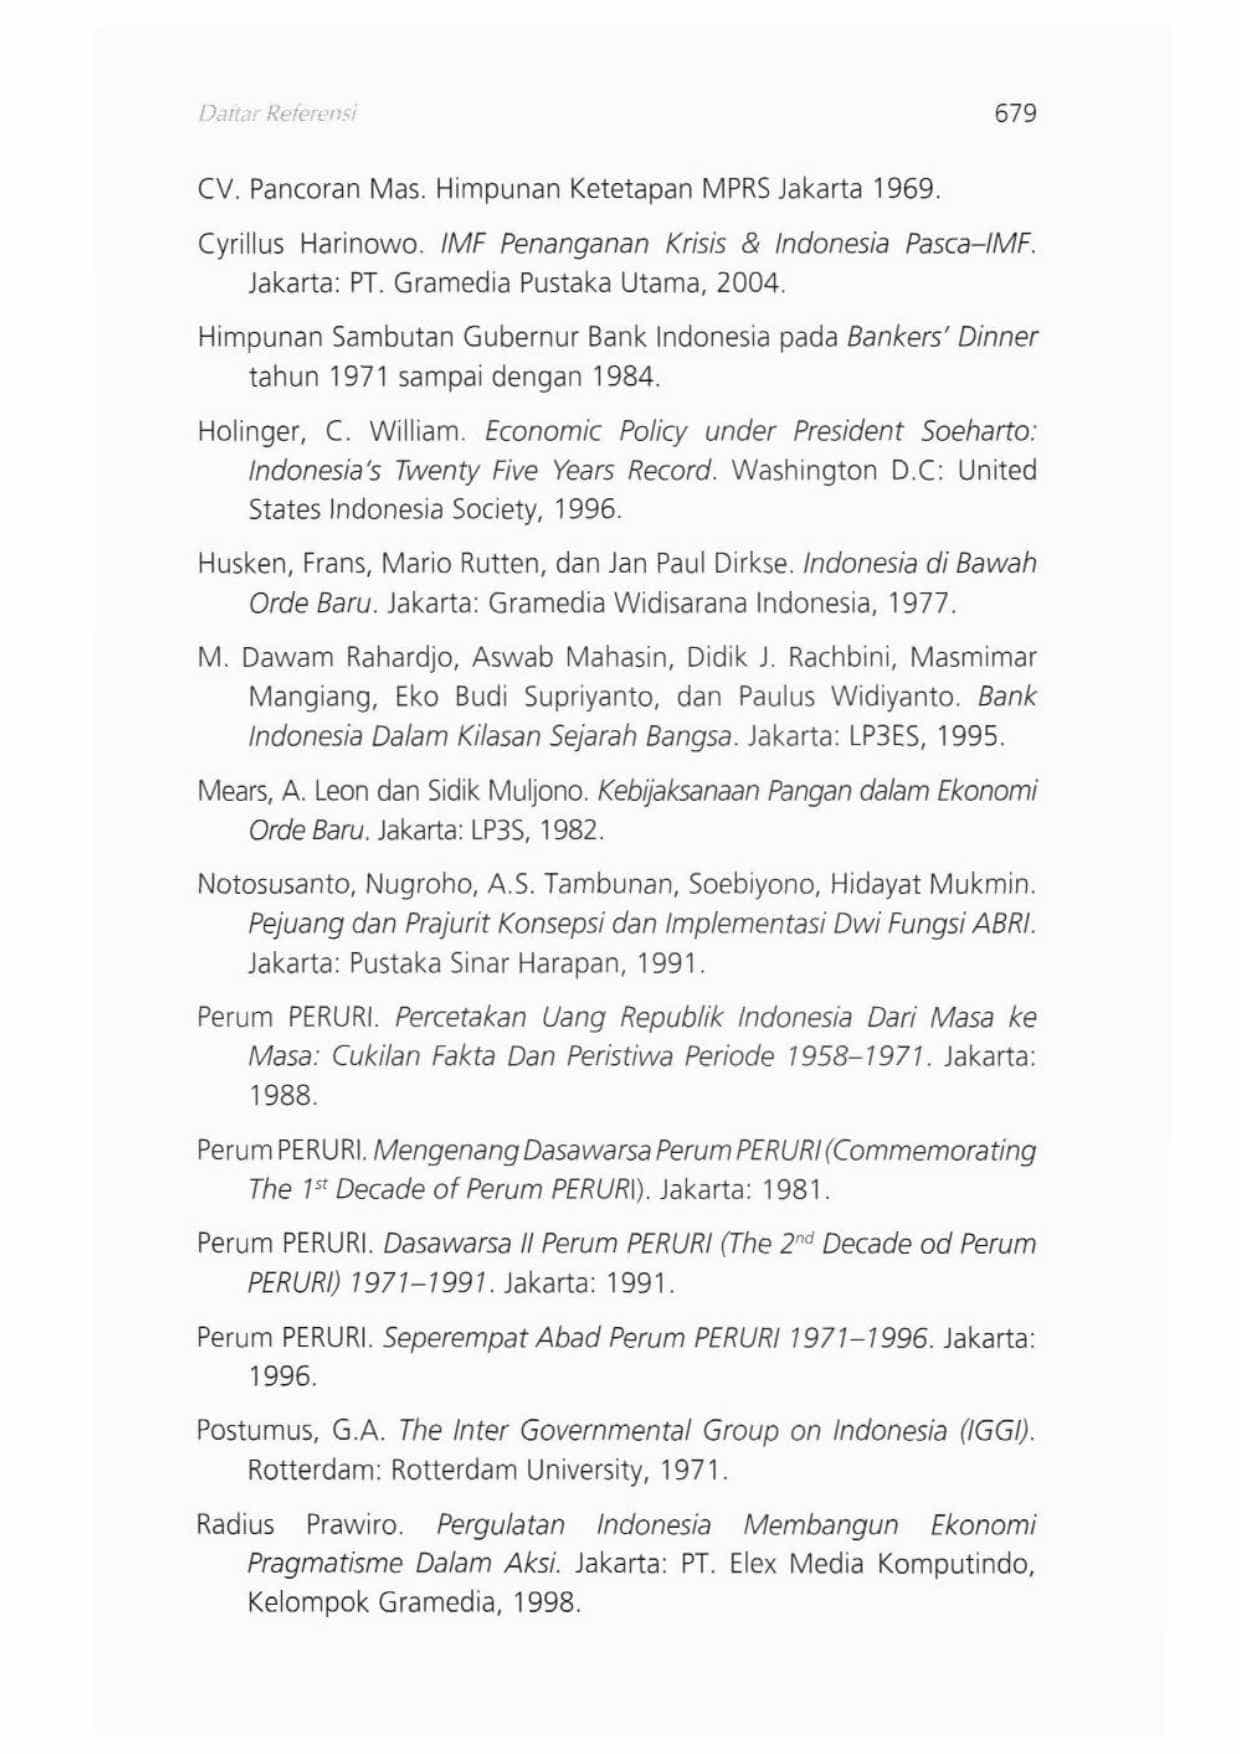 Daftar Referensi 679
CV. Pancoran Mas. Himpunan Ketetapan MPRS Jakarta 1969.
Cyrillus Harinowo. IMF Penanganan Krisis & Indonesia Pasca–IMF.
Jakarta: PT. Gramedia Pustaka Utama, 2004.
Himpunan Sambutan Gubernur Bank Indonesia pada Bankers’ Dinner
tahun 1971 sampai dengan 1984.
Holinger, C. William. Economic Policy under President Soeharto:
Indonesia’s Twenty Five Years Record. Washington D.C: United
States Indonesia Society, 1996.
Husken, Frans, Mario Rutten, dan Jan Paul Dirkse. Indonesia di Bawah
Orde Baru. Jakarta: Gramedia Widisarana Indonesia, 1977.
M. Dawam Rahardjo, Aswab Mahasin, Didik J. Rachbini, Masmimar
Mangiang, Eko Budi Supriyanto, dan Paulus Widiyanto. Bank
Indonesia Dalam Kilasan Sejarah Bangsa. Jakarta: LP3ES, 1995.
Mears, A. Leon dan Sidik Muljono. Kebijaksanaan Pangan dalam Ekonomi
Orde Baru. Jakarta: LP3S, 1982.
Notosusanto, Nugroho, A.S. Tambunan, Soebiyono, Hidayat Mukmin.
Pejuang dan Prajurit Konsepsi dan Implementasi Dwi Fungsi ABRI.
Jakarta: Pustaka Sinar Harapan, 1991.
Perum PERURI. Percetakan Uang Republik Indonesia Dari Masa ke
Masa: Cukilan Fakta Dan Peristiwa Periode 1958–1971. Jakarta:
1988.
Perum PERURI. Mengenang Dasawarsa Perum PERURI (Commemorating
The 1st Decade of Perum PERURI). Jakarta: 1981.
Perum PERURI. Dasawarsa II Perum PERURI (The 2nd Decade od Perum
PERURI) 1971–1991. Jakarta: 1991.
Perum PERURI. Seperempat Abad Perum PERURI 1971–1996. Jakarta:
1996.
Postumus, G.A. The Inter Governmental Group on Indonesia (IGGI).
Rotterdam: Rotterdam University, 1971.
Radius Prawiro. Pergulatan Indonesia Membangun Ekonomi
Pragmatisme Dalam Aksi. Jakarta: PT. Elex Media Komputindo,
Kelompok Gramedia, 1998.